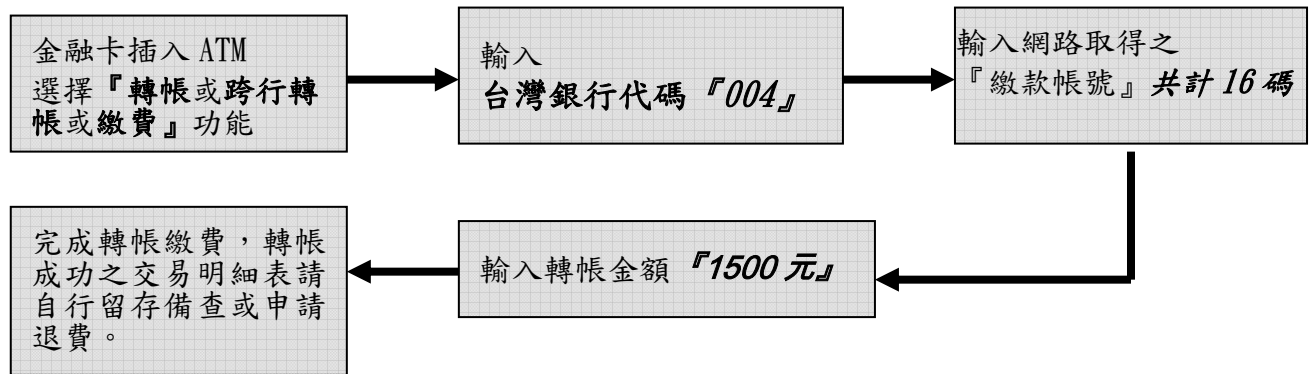 金融卡插入 ATM
選擇『轉帳或跨行轉
帳或繳費』功能
輸入
台灣銀行代碼『004』
輸入網路取得之
『繳款帳號』共計 16 碼
輸入轉帳金額『1500 元』
完成轉帳繳費，轉帳
成功之交易明細表請
自行留存備查或申請
退費。